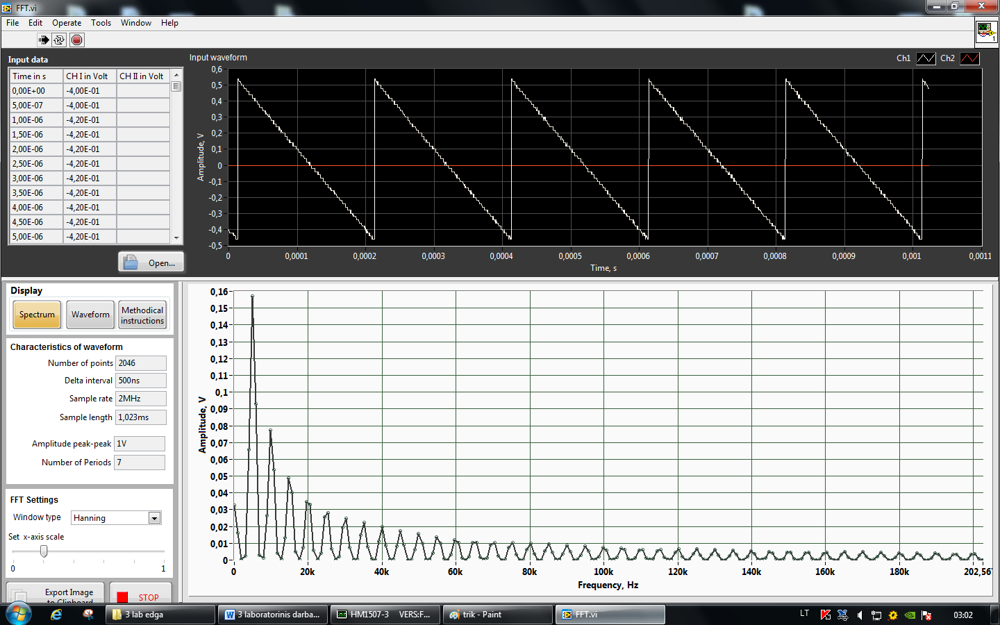 FFT.vi
File Edit Operate Tools Window Help
1
Input data
Time in s CH I in Volt CH II in Volt
0,00E+00 -4,00E-01
5,00E-07 -4,00E-01
1,00E-06 -4,20E-01
1,50E-06 -4,20E-01
2,00E-06 -4,20E-01
2,50E-06 -4,20E-01
3,00E-06 -4,20E-01
3,50E-06 -4,20E-01
4,00E-06 -4,20E-01
4,50E-06 -4,20E-01
5,00E-06 -4,20E-01
Open...
Input waveform
Ch1 Ch2
Amplitude, V
0,6
0,5
0,4
0,3
0,2
0,1
0
-0,1
-0,2
-0,3
-0,4
-0,5
0 0,0001 0,0002 0,0003 0,0004 0,0005 0,0006 0,0007 0,0008 0,0009 0,001 0,0011
Time, s
Display
Spectrum Waveform Methodical
instructions
Characteristics of waveform
Number of points 2046
Delta interval 500ns
Sample rate 2MHz
Sample length 1,023ms
Amplitude peak-peak 1V
Number of Periods 7
FFT Settings
Window type Hanning
Set x-axis scale
0 1
Export Image
to Clipboard
STOP
Amplitude, V
0,16
0,15
0,14
0,13
0,12
0,11
0,1
0,09
0,08
0,07
0,06
0,05
0,04
0,03
0,02
0,01
0
0 20k 40k 60k 80k 100k 120k 140k 160k 180k 202,567
Frequency, Hz
3 lab edga
3 laboratorinis darba...
HM1507-3 VERS:F...
trik - Paint
FFT.vi
LT
03:02